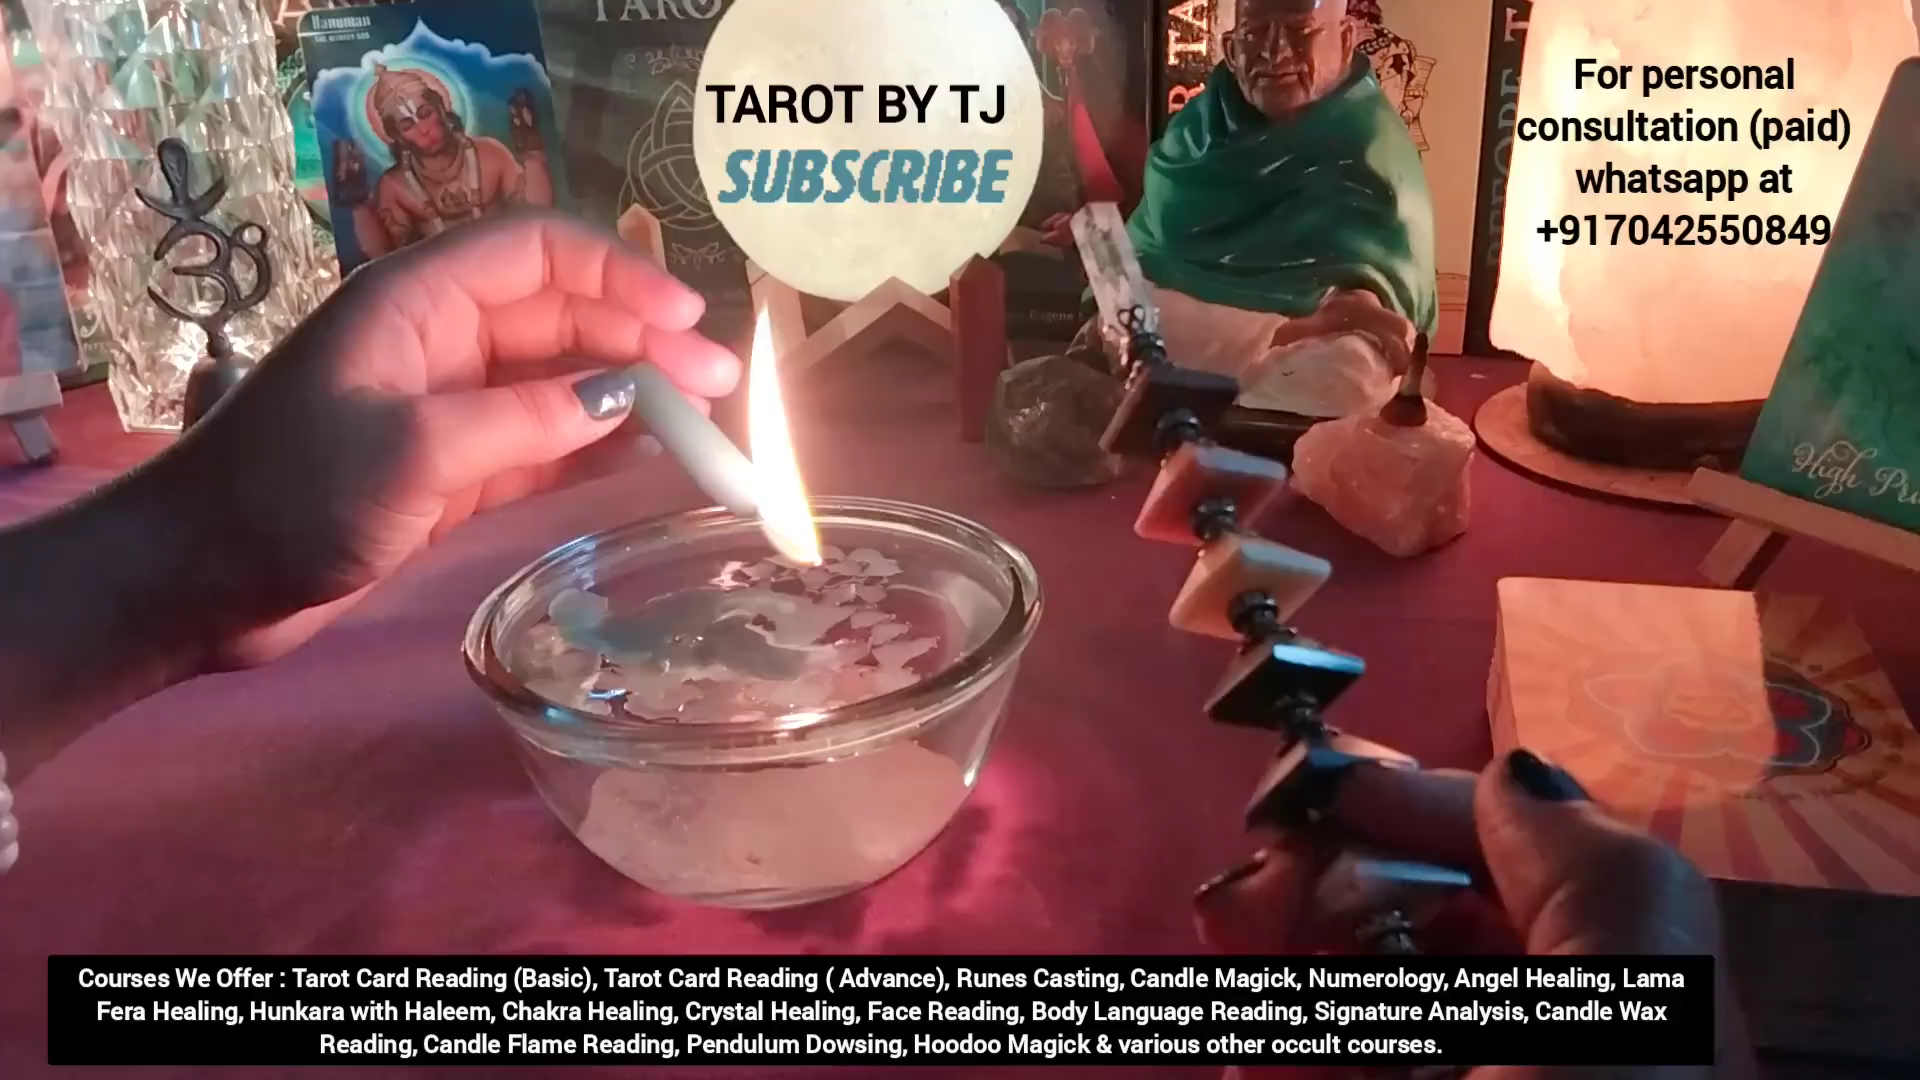 Hanuman
TARO
TAROT BY TJ
SUBSCRIBE
For personal
consultation (paid)
whatsapp at
+917042550849
High Pri
Courses We Offer : Tarot Card Reading (Basic), Tarot Card Reading ( Advance), Runes Casting, Candle Magick, Numerology, Angel Healing, Lama
Fera Healing, Hunkara with Haleem, Chakra Healing, Crystal Healing, Face Reading, Body Language Reading, Signature Analysis, Candle Wax
Reading, Candle Flame Reading, Pendulum Dowsing, Hoodoo Magick & various other occult courses.